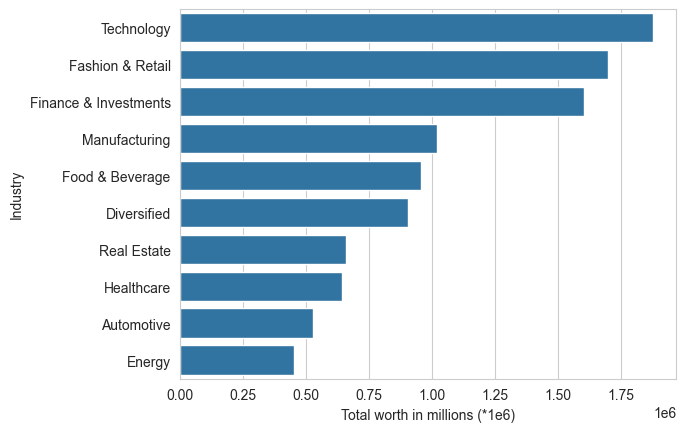 Technology
Fashion & Retail
Finance & Investments
Manufacturing
Food & Beverage
Diversified
Real Estate
Healthcare
Automotive
Energy
Industry
0.00 0.25 0.50 0.75 1.00 1.25 1.50 1.75
1e6
Total worth in millions (*1e6)